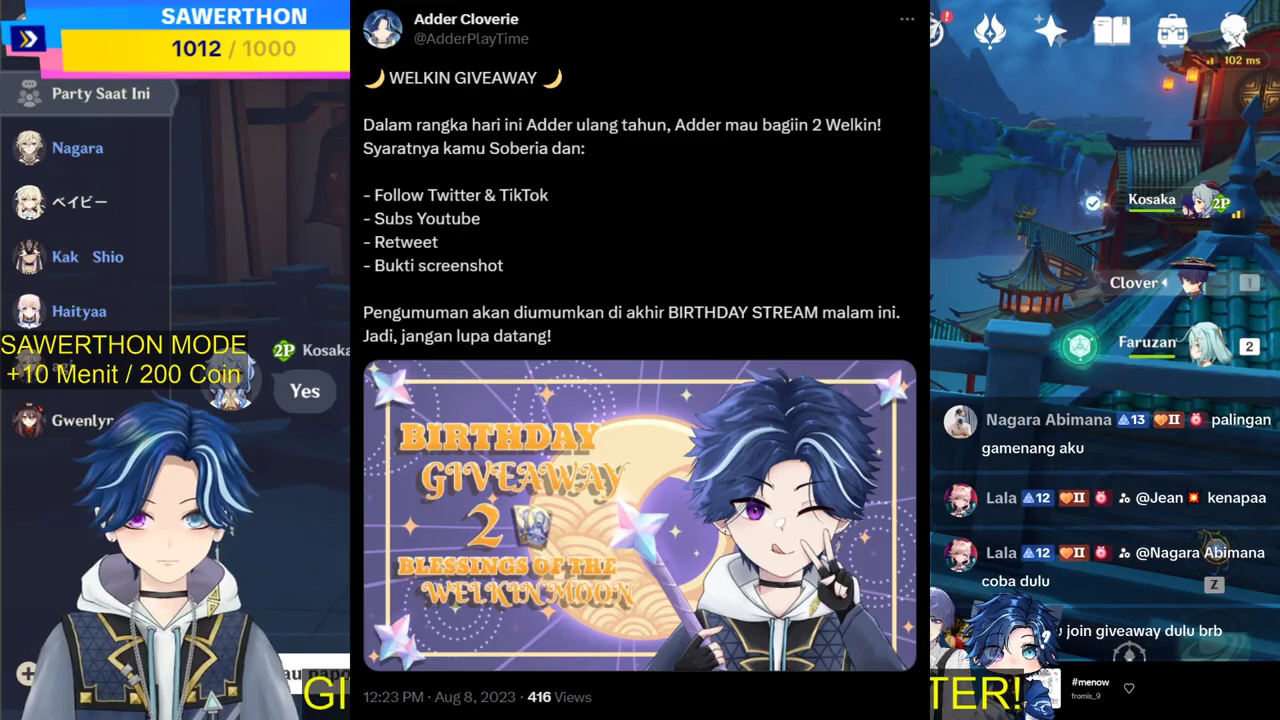 SAWERTHON
1012 / 1000
Party Saat Ini
Nagara
ベイビー
Kak Shio
Haityaa
SAWERTHON MODE
+10 Menit / 200 Coin
2P Kosaka
Yes
Gwenlyn
GI
Adder Cloverie
@AdderPlayTime
🌙 WELKIN GIVEAWAY 🌙
Dalam rangka hari ini Adder ulang tahun, Adder mau bagiin 2 Welkin!
Syaratnya kamu Soberia dan:
- Follow Twitter & TikTok
- Subs Youtube
- Retweet
- Bukti screenshot
Pengumuman akan diumumkan di akhir BIRTHDAY STREAM malam ini.
Jadi, jangan lupa datang!
BIRTHDAY
GIVEAWAY
2
BLESSINGS OF THE
WELKIN MOON
12:23 PM · Aug 8, 2023 · 416 Views
102 ms
Kosaka 2P
Clover 1
Faruzan 2
Nagara Abimana 13 II palingan
gamenang aku
Lala 12 II @Jean💥 kenapaa
Lala 12 II @Nagara Abimana
coba dulu
Z
join giveaway dulu brb
TER!
#menow
fromis_9